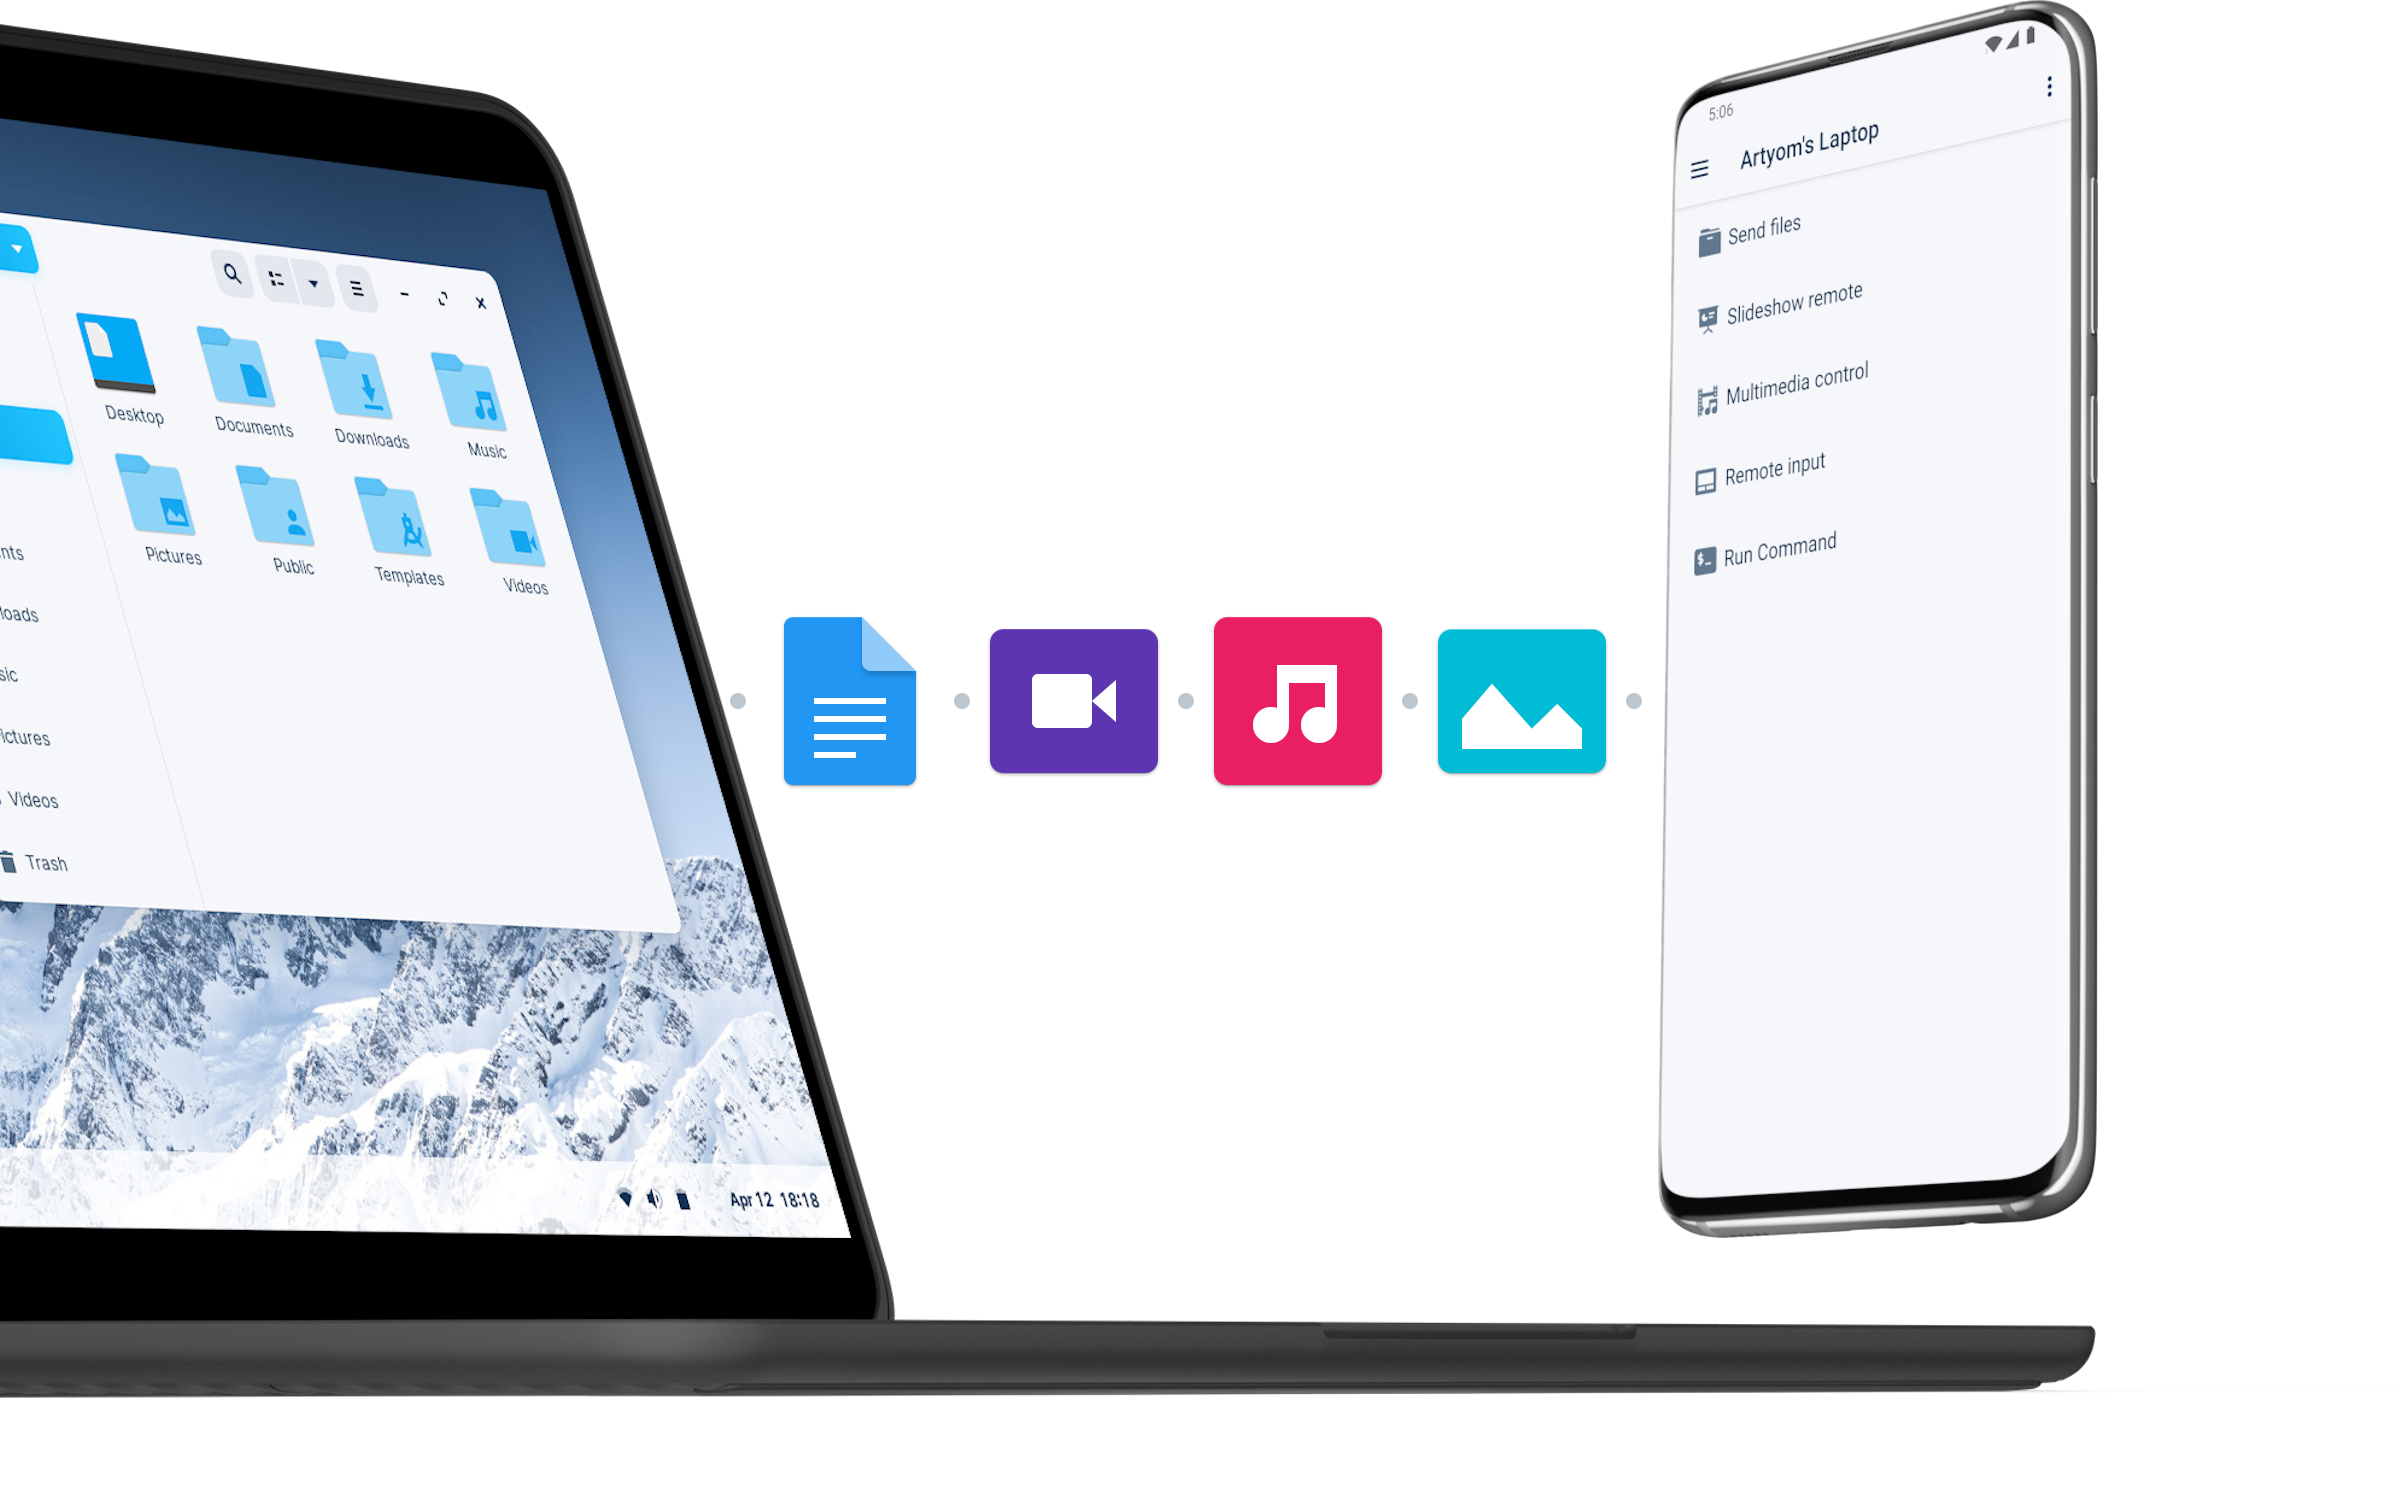 Desktop
Documents
Downloads
Music
Pictures
Public
Templates
Videos
nts
loads
sic
ictures
Videos
Trash
Apr 12 18:18
5:06
Artyom's Laptop
Send files
Slideshow remote
Multimedia control
Remote input
Run Command